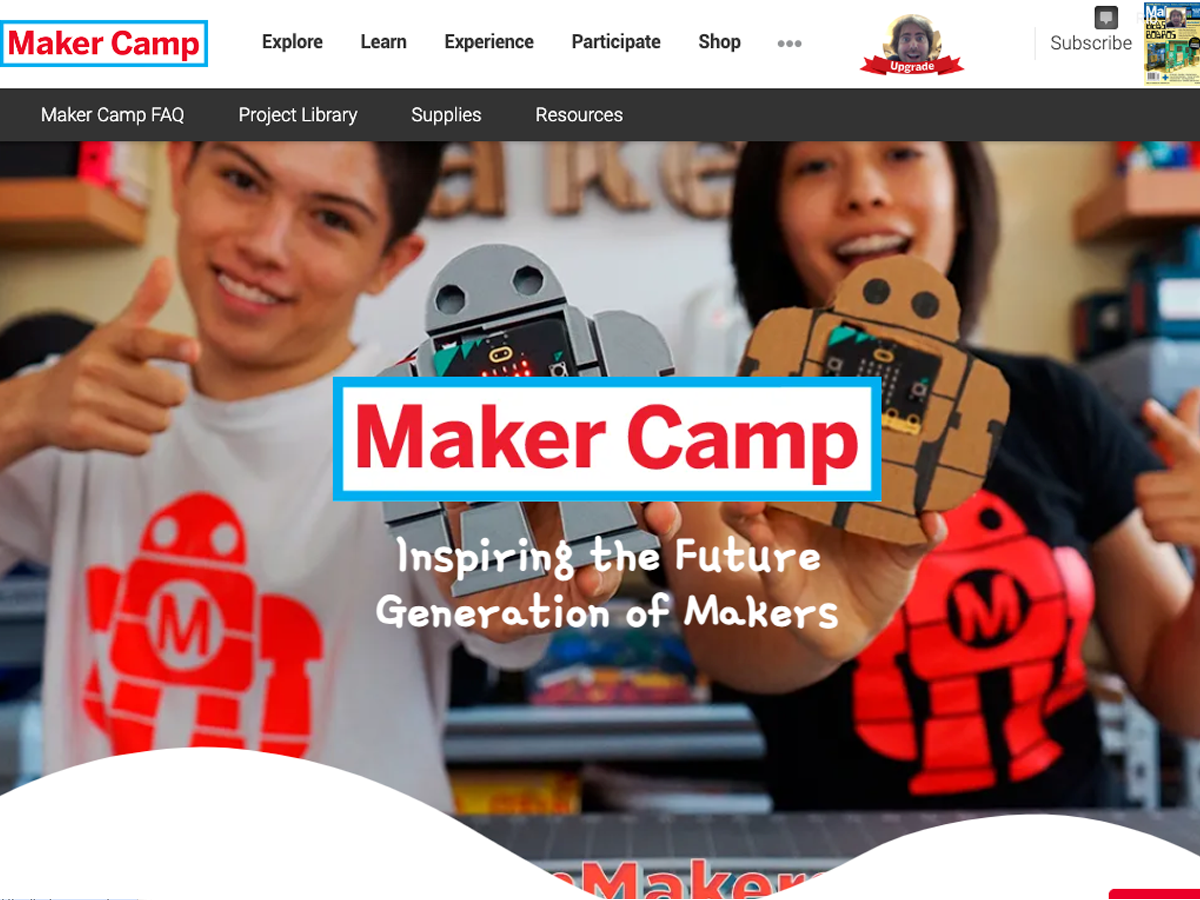 Maker Camp
Explore
Learn
Experience
Participate
Shop
Upgrade
Subscribe
Maker Camp FAQ
Project Library
Supplies
Resources
Maker Camp
Inspiring the Future
Generation of Makers
M
M